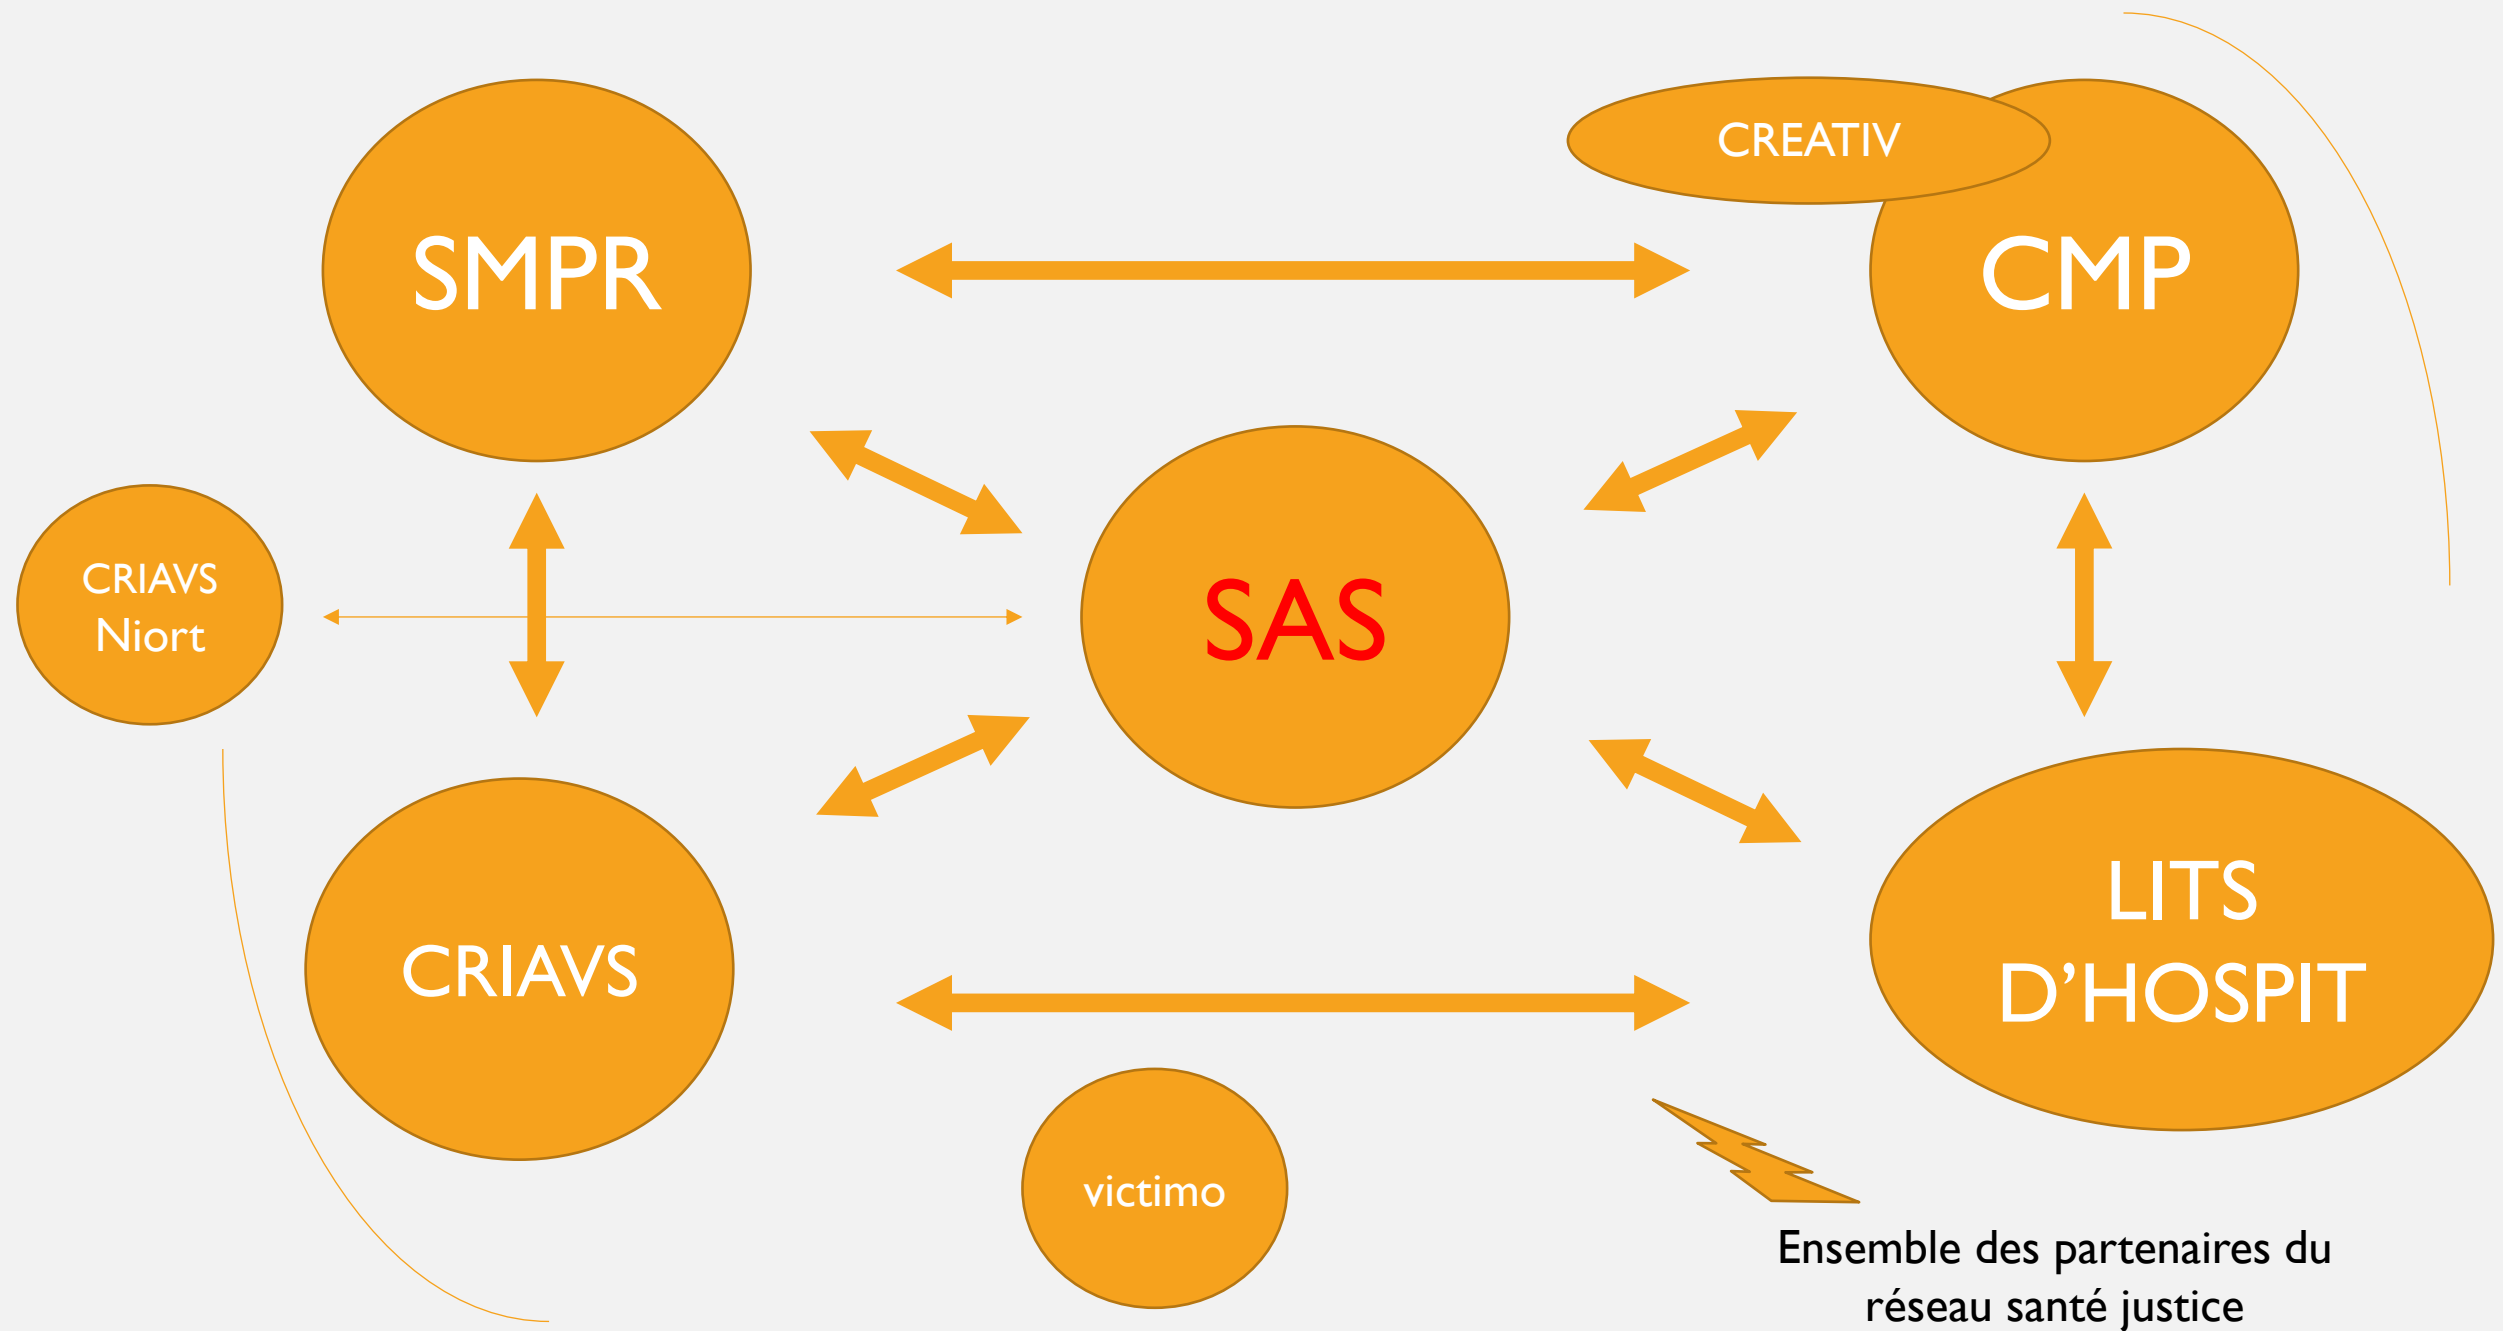 CREATIV
SMPR
CMP
CRIAVS
Niort
SAS
LITS
D'HOSPIT
CRIAVS
victimo
Ensemble des partenaires du
réseau santé justice